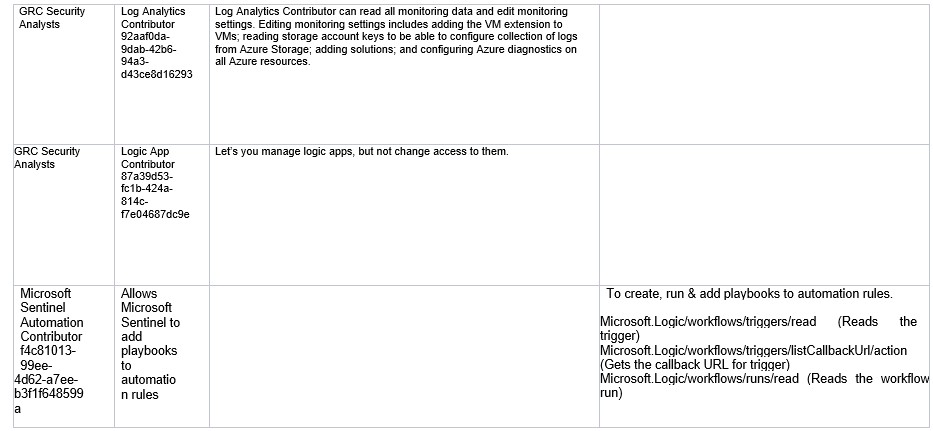 GRC Security
Analysts
Log Analytics
Contributor
92aaf0da-
9dab-42b6-
94a3-
d43ce8d16293
Log Analytics Contributor can read all monitoring data and edit monitoring
settings. Editing monitoring settings includes adding the VM extension to
VMs; reading storage account keys to be able to configure collection of logs
from Azure Storage; adding solutions; and configuring Azure diagnostics on
all Azure resources.
GRC Security
Analysts
Logic App
Contributor
87a39d53-
fc1b-424a-
814c-
f7e04687dc9e
Let's you manage logic apps, but not change access to them.
Microsoft
Sentinel
Automation
Contributor
f4c81013-
99ee-
4d62-a7ee-
b3f1f648599
a
Allows
Microsoft
Sentinel to
add
playbooks
to
automatio
n rules
To create, run & add playbooks to automation rules.
Microsoft.Logic/workflows/triggers/read (Reads the
trigger)
Microsoft.Logic/workflows/triggers/listCallbackUrl/action
(Gets the callback URL for trigger)
Microsoft.Logic/workflows/runs/read (Reads the workflow
run)